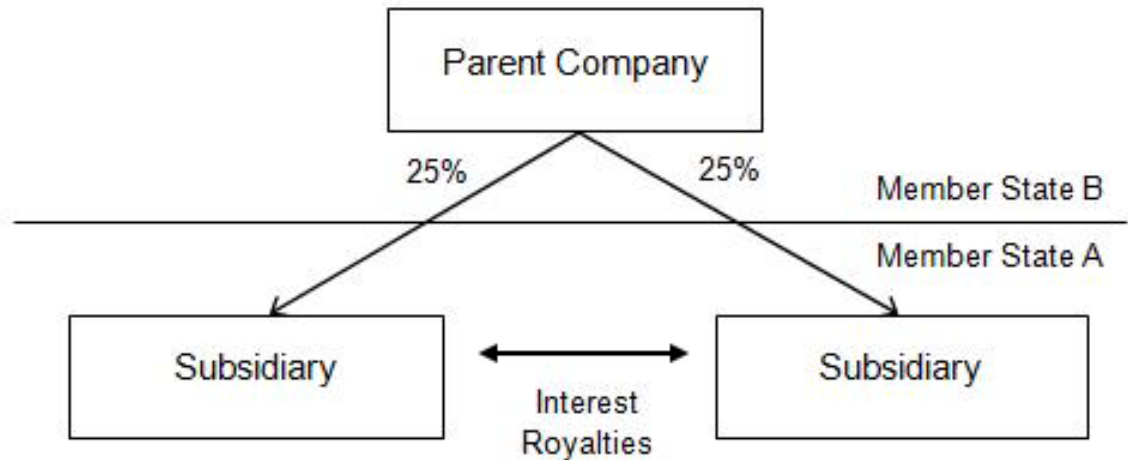 Parent Company
25%
25%
Member State B
Member State A
Subsidiary
Subsidiary
Interest
Royalties